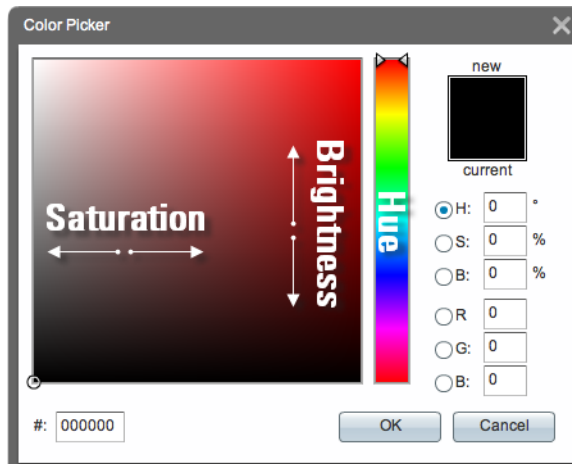 Color Picker
new
current
Saturation
Brightness
Hue
H: 0 °
S: 0 %
B: 0 %
R 0
G: 0
B: 0
#: 000000
OK
Cancel